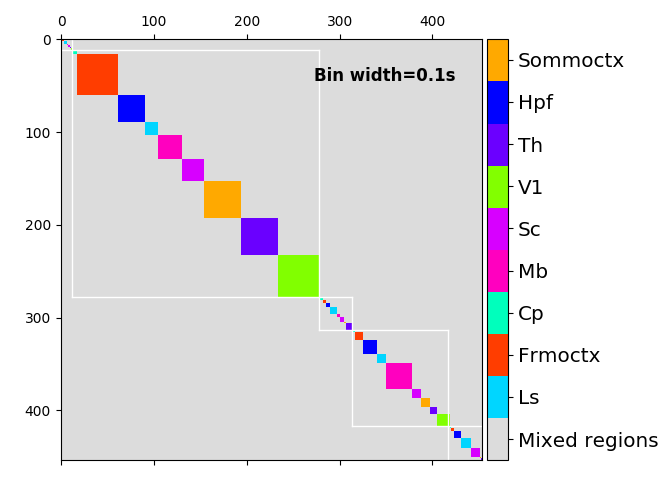 0 100 200 300 400
0
100
200
300
400
Bin width=0.1s
Sommoctx
Hpf
Th
V1
Sc
Mb
Cp
Frmoctx
Ls
Mixed regions